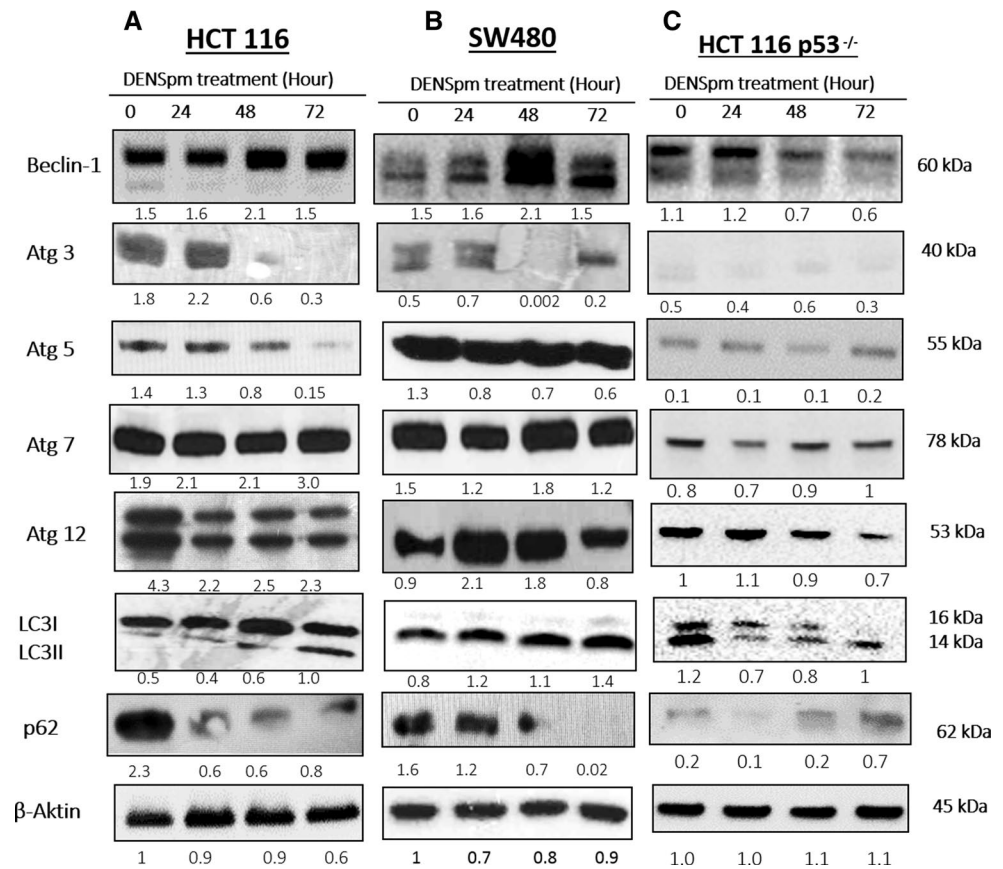 A B C
HCT 116 SW480 HCT 116 p53 -/-
DENSpm treatment (Hour) DENSpm treatment (Hour) DENSpm treatment (Hour)
0 24 48 72 0 24 48 72 0 24 48 72
Beclin-1 60 kDa
1.5 1.6 2.1 1.5 1.5 1.6 2.1 1.5 1.1 1.2 0.7 0.6
Atg 3 40 kDa
1.8 2.2 0.6 0.3 0.5 0.7 0.002 0.2 0.5 0.4 0.6 0.3
Atg 5 55 kDa
1.4 1.3 0.8 0.15 1.3 0.8 0.7 0.6 0.1 0.1 0.1 0.2
Atg 7 78 kDa
1.9 2.1 2.1 3.0 1.5 1.2 1.8 1.2 0. 8 0.7 0.9 1
Atg 12 53 kDa
4.3 2.2 2.5 2.3 0.9 2.1 1.8 0.8 1 1.1 0.9 0.7
LC3I 16 kDa
LC3II 14 kDa
0.5 0.4 0.6 1.0 0.8 1.2 1.1 1.4 1.2 0.7 0.8 1
p62 62 kDa
2.3 0.6 0.6 0.8 1.6 1.2 0.7 0.02 0.2 0.1 0.2 0.7
β-Aktin 45 kDa
1 0.9 0.9 0.6 1 0.7 0.8 0.9 1.0 1.0 1.1 1.1